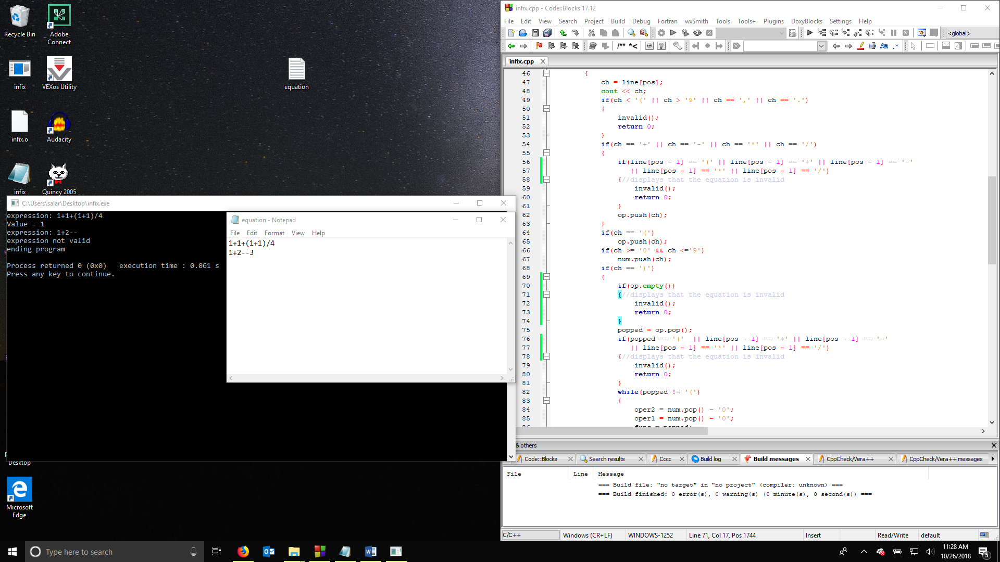 Recycle Bin
Adobe
Connect
infix
VEXos Utility
equation
infix.o
Audacity
infix
Quincy 2005
Desktop
Microsoft
Edge
C:\Users\salar\Desktop\infix.exe
expression: 1+1+(1+1)/4
Value = 1
expression: 1+2--
expression not valid
ending program
Process returned 0 (0x0)   execution time : 0.061 s
Press any key to continue.
equation - Notepad
File Edit Format View Help
1+1+(1+1)/4
1+2--3
infix.cpp - Code::Blocks 17.12
File Edit View Search Project Build Debug Fortran wxSmith Tools Tools+ Plugins DoxyBlocks Settings Help
<global>
/** *<
infix.cpp
46 {
47 ch = line[pos];
48 cout << ch;
49 if(ch < '(' || ch > '9' || ch == ',' || ch == '.')
50 {
51 invalid();
52 return 0;
53 }
54 if(ch == '+' || ch == '-' || ch == '*' || ch == '/')
55 {
56 if(line[pos - 1] == '(' || line[pos - 1] == '+' || line[pos - 1] == '-'
57 || line[pos - 1] == '*' || line[pos - 1] == '/')
58 {//displays that the equation is invalid
59 invalid();
60 return 0;
61 }
62 op.push(ch);
63 }
64 if(ch == '(')
65 op.push(ch);
66 if(ch >= '0' && ch <='9')
67 num.push(ch);
68 if(ch == ')')
69 {
70 if(op.empty())
71 {//displays that the equation is invalid
72 invalid();
73 return 0;
74 }
75 popped = op.pop();
76 if(popped == '('  || line[pos - 1] == '+' || line[pos - 1] == '-'
77 || line[pos - 1] == '*' || line[pos - 1] == '/')
78 {//displays that the equation is invalid
79 invalid();
80 return 0;
81 }
82 while(popped != '(')
83 {
84 oper2 = num.pop() - '0';
85 oper1 = num.pop() - '0';
& others
Code::Blocks Search results Cccc Build log Build messages CppCheck/Vera++ CppCheck/Vera++ messages
File Line Message
=== Build file: "no target" in "no project" (compiler: unknown) ===
=== Build finished: 0 error(s), 0 warning(s) (0 minute(s), 0 second(s)) ===
C/C++ Windows (CR+LF) WINDOWS-1252 Line 71, Col 17, Pos 1744 Insert Read/Write default
Type here to search
11:28 AM
10/26/2018
5